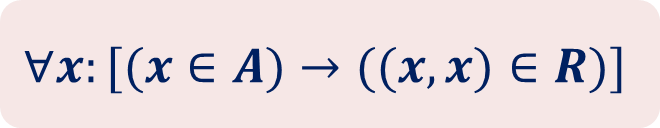 ∀x: [(x ∈ A) → ((x, x) ∈ R)]